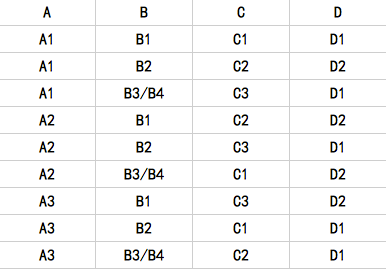 A B C D
A1 B1 C1 D1
A1 B2 C2 D2
A1 B3/B4 C3 D1
A2 B1 C2 D2
A2 B2 C3 D1
A2 B3/B4 C1 D2
A3 B1 C3 D2
A3 B2 C1 D1
A3 B3/B4 C2 D1